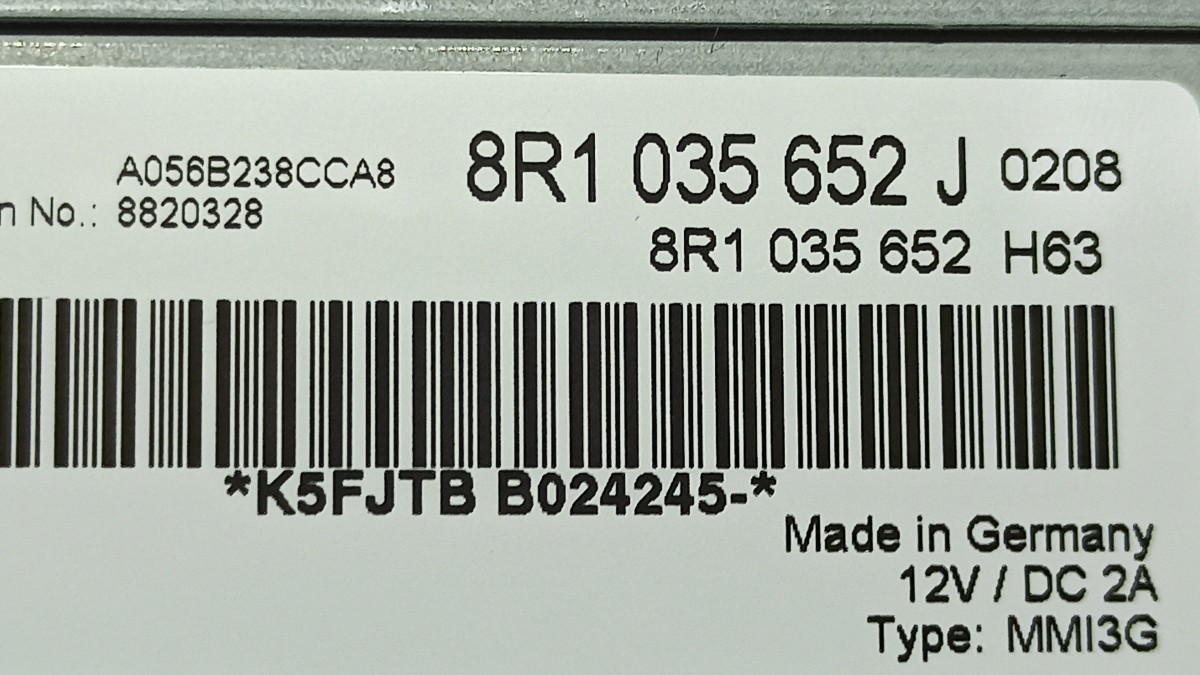 A056B238CCA8 8R1 035 652 J 0208
n No.: 8820328
8R1 035 652 H63
*K5FJTB B024245-*
Made in Germany
12V / DC 2A
Type: MMI3G